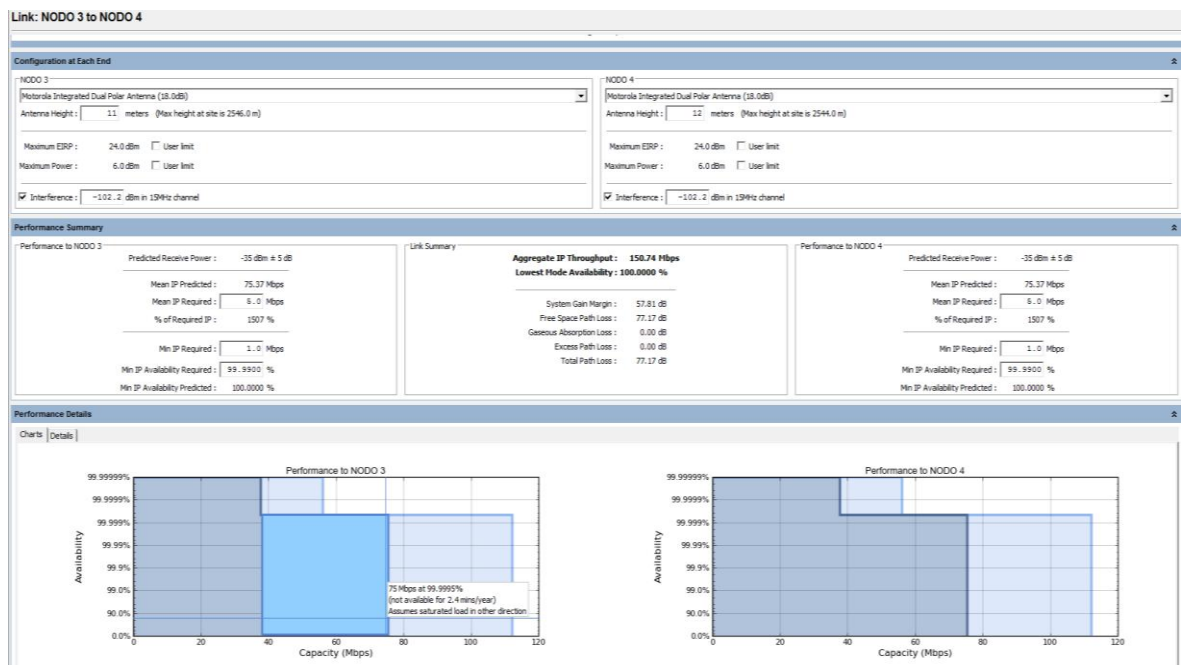 Link: NODO 3 to NODO 4
Configuration at Each End
NODO 3
Motorola Integrated Dual Polar Antenna (18.0dBi)
Antenna Height : 11 meters (Max height at site is 2546.0 m)
Maximum EIRP : 24.0 dBm User limit
Maximum Power : 6.0 dBm User limit
Interference : -102.2 dBm in 15MHz channel
NODO 4
Motorola Integrated Dual Polar Antenna (18.0dBi)
Antenna Height : 12 meters (Max height at site is 2544.0 m)
Maximum EIRP : 24.0 dBm User limit
Maximum Power : 6.0 dBm User limit
Interference : -102.2 dBm in 15MHz channel
Performance Summary
Performance to NODO 3
Predicted Receive Power : -35 dBm ± 5 dB
Mean IP Predicted : 75.37 Mbps
Mean IP Required : 5.0 Mbps
% of Required IP : 1507 %
Min IP Required : 1.0 Mbps
Min IP Availability Required : 99.9900 %
Min IP Availability Predicted : 100.0000 %
Link Summary
Aggregate IP Throughput : 150.74 Mbps
Lowest Mode Availability : 100.0000 %
System Gain Margin : 57.81 dB
Free Space Path Loss : 77.17 dB
Gaseous Absorption Loss : 0.00 dB
Excess Path Loss : 0.00 dB
Total Path Loss : 77.17 dB
Performance to NODO 4
Predicted Receive Power : -35 dBm ± 5 dB
Mean IP Predicted : 75.37 Mbps
Mean IP Required : 5.0 Mbps
% of Required IP : 1507 %
Min IP Required : 1.0 Mbps
Min IP Availability Required : 99.9900 %
Min IP Availability Predicted : 100.0000 %
Performance Details
Charts Details
Performance to NODO 3
99.99999%
99.9999%
99.999%
99.99%
99.9%
99.0%
90.0%
0.0%
Availability
75 Mbps at 99.9995%
(not available for 2.4 mins/year)
Assumes saturated load in other direction
0 20 40 60 80 100 120
Capacity (Mbps)
Performance to NODO 4
99.99999%
99.9999%
99.999%
99.99%
99.9%
99.0%
90.0%
0.0%
Availability
0 20 40 60 80 100 120
Capacity (Mbps)